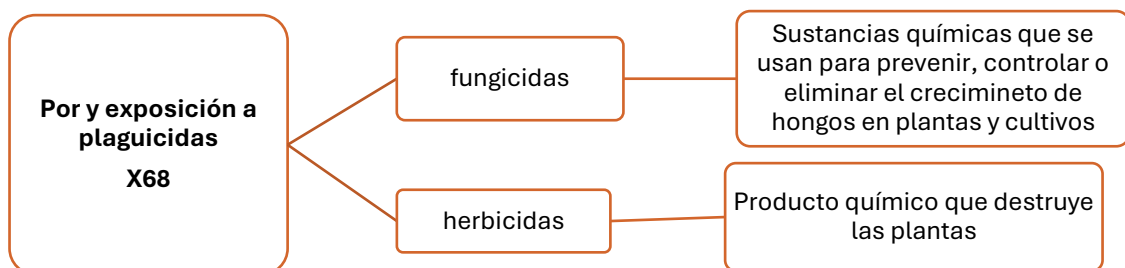 Por y exposición a
plaguicidas
X68
fungicidas
Sustancias químicas que se
usan para prevenir, controlar o
eliminar el crecimineto de
hongos en plantas y cultivos
herbicidas
Producto químico que destruye
las plantas